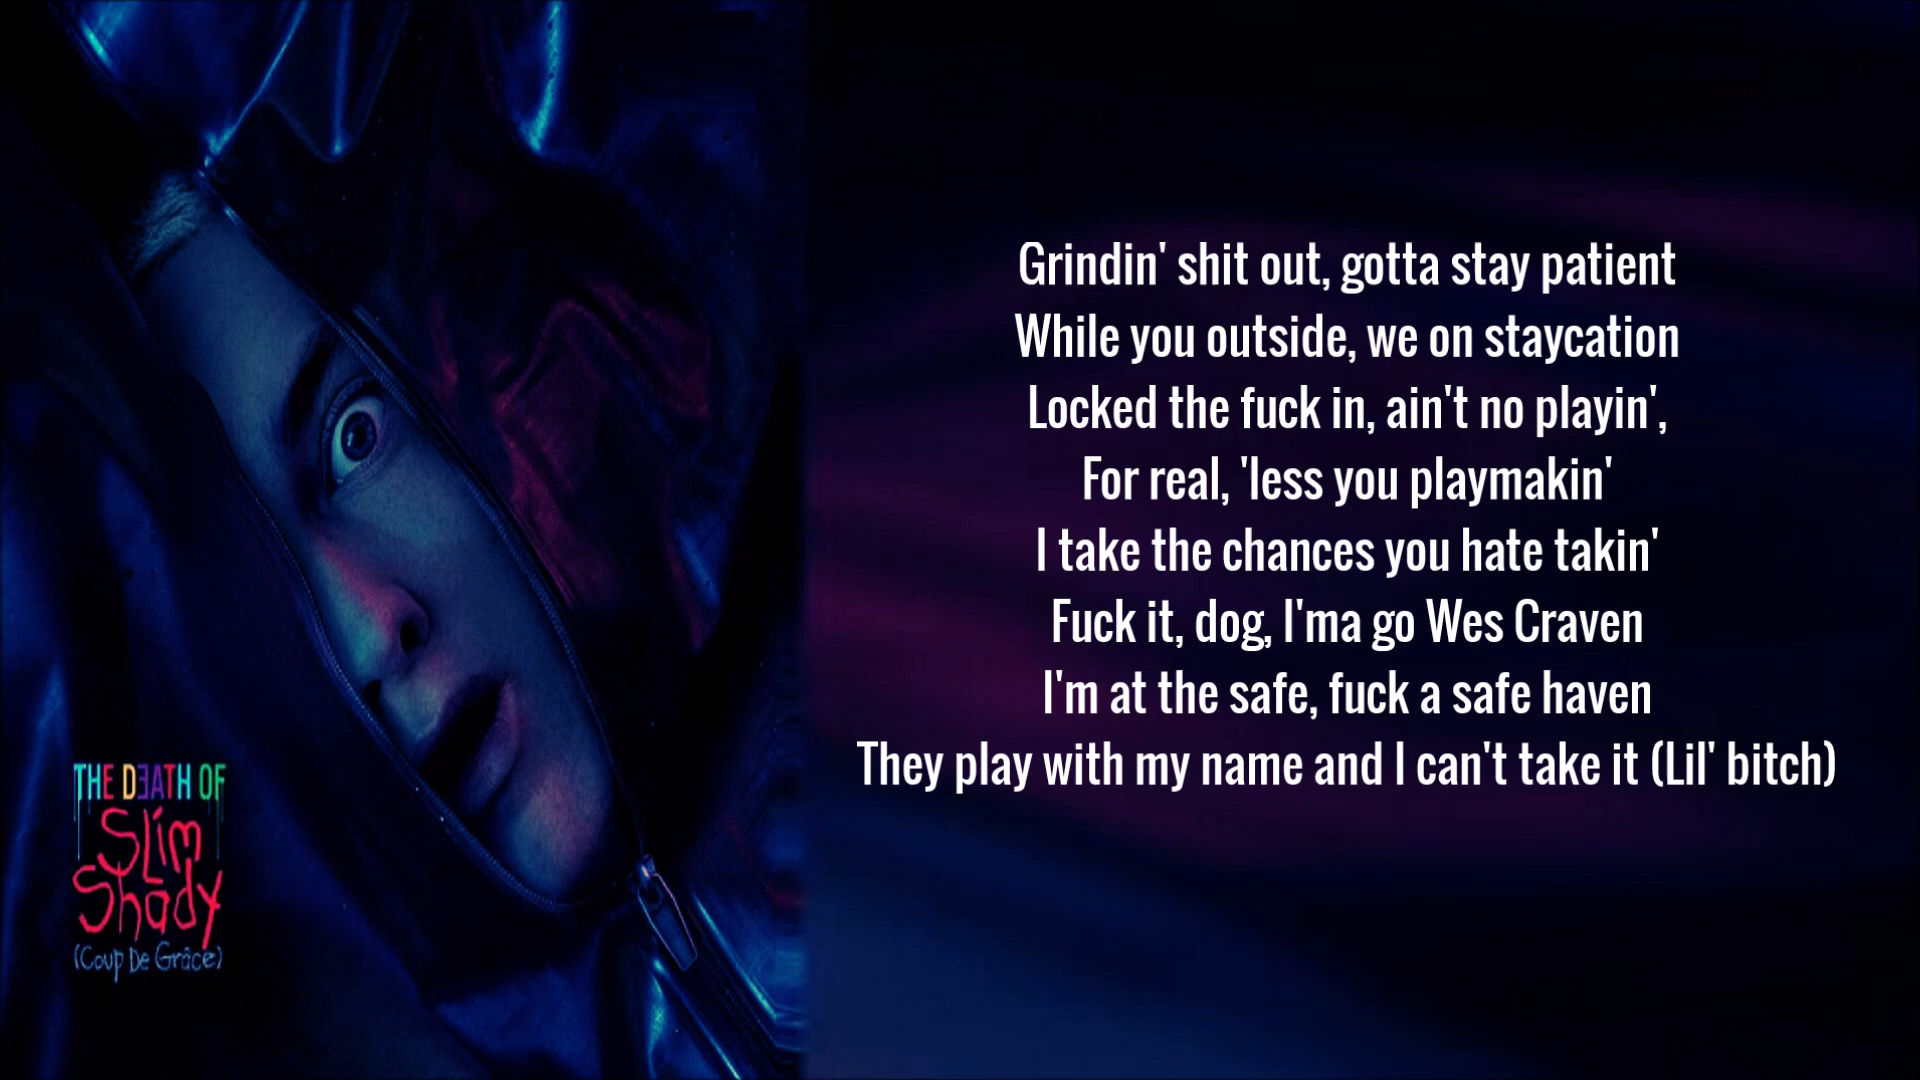 THE DƎATH OF
Slim
Shady
(Coup De Grâce)
Grindin' shit out, gotta stay patient
While you outside, we on staycation
Locked the fuck in, ain't no playin',
For real, 'less you playmakin'
I take the chances you hate takin'
Fuck it, dog, I'ma go Wes Craven
I'm at the safe, fuck a safe haven
They play with my name and I can't take it (Lil' bitch)